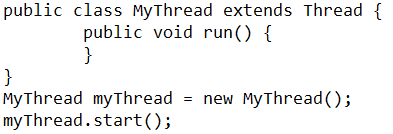 public class MyThread extends Thread {
        public void run() {
        }
}
MyThread myThread = new MyThread();
myThread.start();